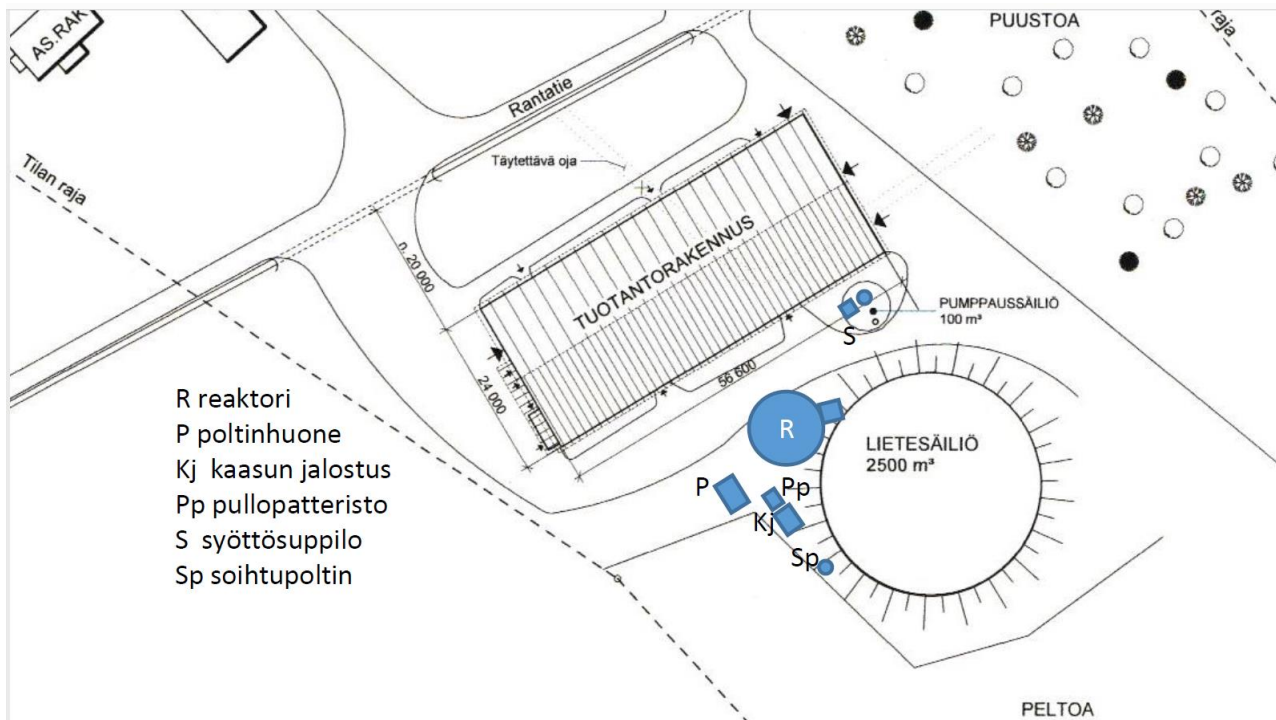 AS.RAK
PUUSTOA
raja
Rantatie
Täytettävä oja
Tilan raja
n. 20 000
TUOTANTORAKENNUS
PUMPPAUSSÄILIÖ
100 m³
S
56 600
24 000
R reaktori
P poltinhuone
Kj kaasun jalostus
Pp pullopatteristo
S syöttösuppilo
Sp soihtupoltin
R
LIETESÄILIÖ
2500 m³
P
Pp
Kj
Sp
PELTOA